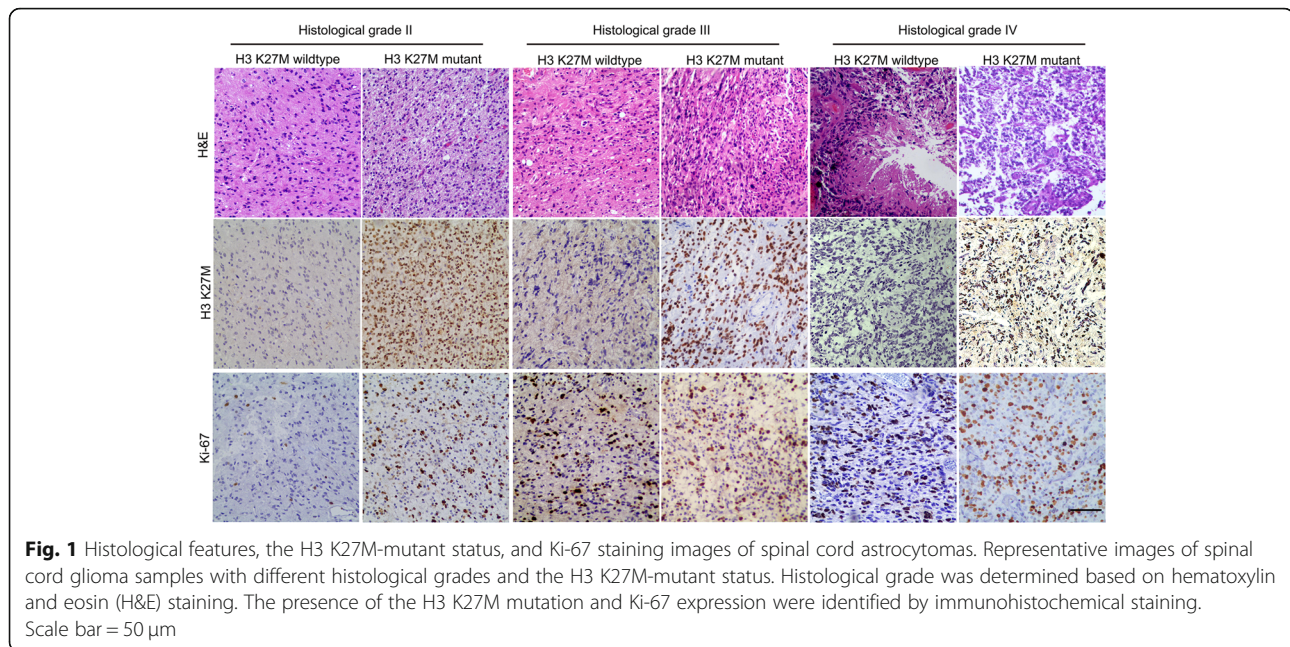 Histological grade II Histological grade III Histological grade IV
H3 K27M wildtype H3 K27M mutant H3 K27M wildtype H3 K27M mutant H3 K27M wildtype H3 K27M mutant
H&E
H3 K27M
Ki-67
Fig. 1 Histological features, the H3 K27M-mutant status, and Ki-67 staining images of spinal cord astrocytomas. Representative images of spinal
cord glioma samples with different histological grades and the H3 K27M-mutant status. Histological grade was determined based on hematoxylin
and eosin (H&E) staining. The presence of the H3 K27M mutation and Ki-67 expression were identified by immunohistochemical staining.
Scale bar = 50 μm